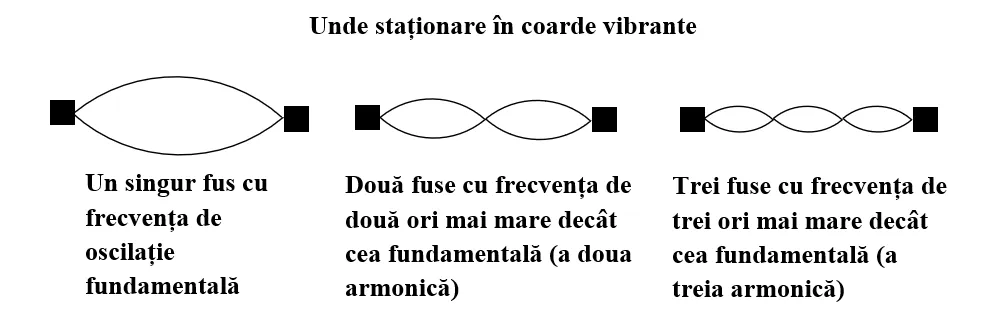 Unde staționare în coarde vibrante
Un singur fus cu
frecvența de
oscilație
fundamentală
Două fuse cu frecvența de
două ori mai mare decât
cea fundamentală (a doua
armonică)
Trei fuse cu frecvența de
trei ori mai mare decât
cea fundamentală (a
treia armonică)